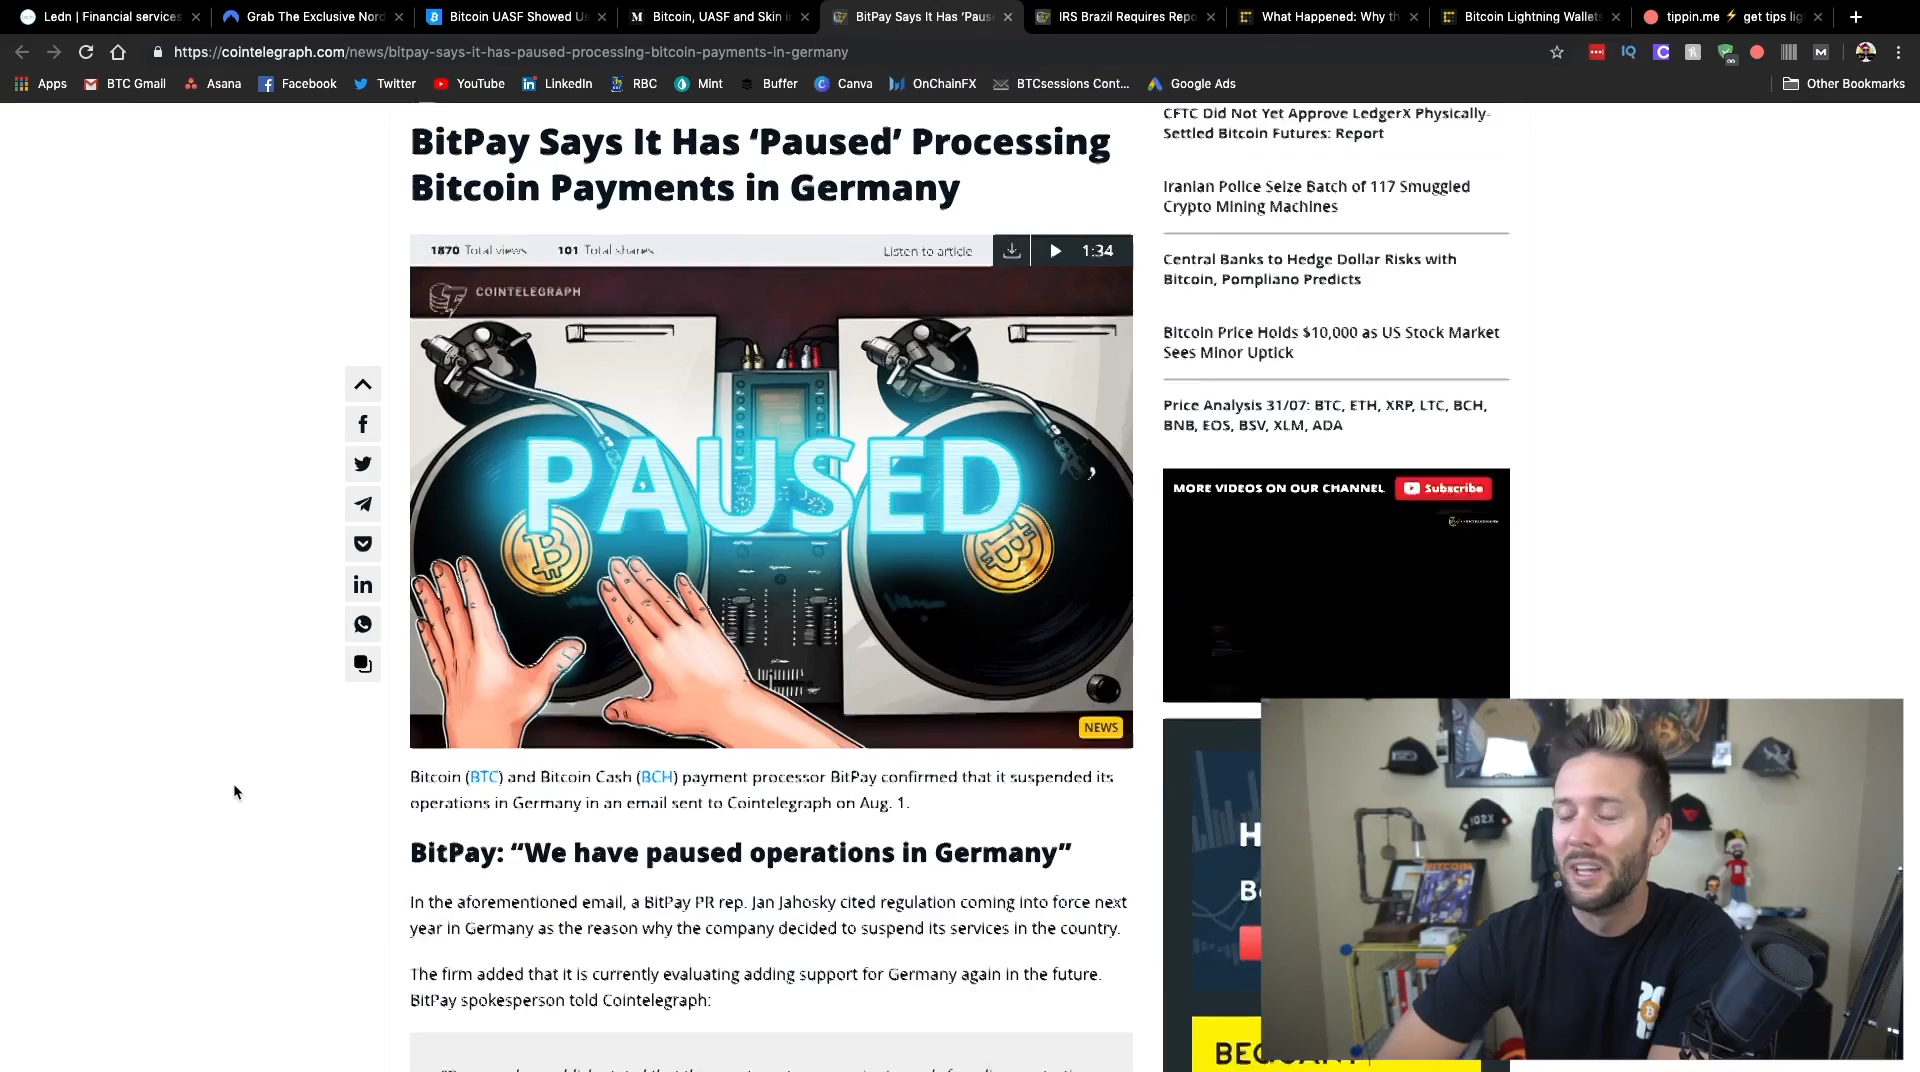 Ledn | Financial services
Grab The Exclusive Nord
Bitcoin UASF Showed Us
Bitcoin, UASF and Skin in
BitPay Says It Has ‘Paus
IRS Brazil Requires Repo
What Happened: Why th
Bitcoin Lightning Wallets
tippin.me ⚡ get tips lig
https://cointelegraph.com/news/bitpay-says-it-has-paused-processing-bitcoin-payments-in-germany
Apps
BTC Gmail
Asana
Facebook
Twitter
YouTube
LinkedIn
RBC
Mint
Buffer
Canva
OnChainFX
BTCsessions Cont...
Google Ads
Other Bookmarks
BitPay Says It Has ‘Paused’ Processing
Bitcoin Payments in Germany
1870 Total views
101 Total shares
Listen to article
1:34
COINTELEGRAPH
PAUSED
NEWS
Bitcoin (BTC) and Bitcoin Cash (BCH) payment processor BitPay confirmed that it suspended its
operations in Germany in an email sent to Cointelegraph on Aug. 1.
BitPay: “We have paused operations in Germany”
In the aforementioned email, a BitPay PR rep. Jan Jahosky cited regulation coming into force next
year in Germany as the reason why the company decided to suspend its services in the country.
The firm added that it is currently evaluating adding support for Germany again in the future.
BitPay spokesperson told Cointelegraph:
CFTC Did Not Yet Approve LedgerX Physically-
Settled Bitcoin Futures: Report
Iranian Police Seize Batch of 117 Smuggled
Crypto Mining Machines
Central Banks to Hedge Dollar Risks with
Bitcoin, Pompliano Predicts
Bitcoin Price Holds $10,000 as US Stock Market
Sees Minor Uptick
Price Analysis 31/07: BTC, ETH, XRP, LTC, BCH,
BNB, EOS, BSV, XLM, ADA
MORE VIDEOS ON OUR CHANNEL
Subscribe
BITCOIN